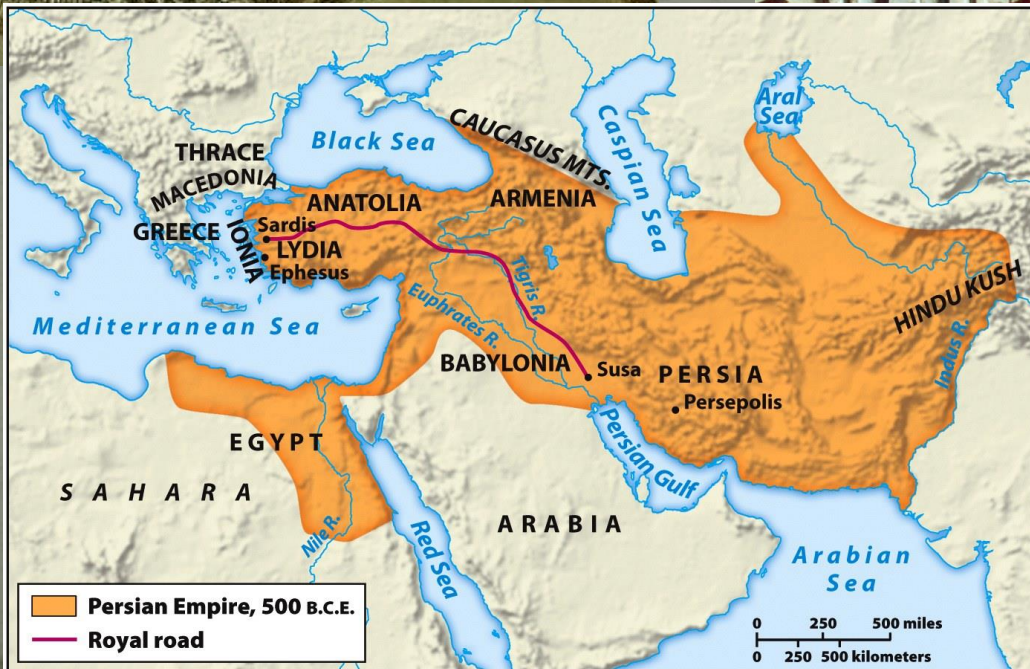 Aral
Sea
Black Sea
CAUCASUS MTS.
Caspian Sea
THRACE
MACEDONIA
ANATOLIA
ARMENIA
GREECE
IONIA
Sardis
LYDIA
Ephesus
Tigris R.
Euphrates R.
HINDU KUSH
Indus R.
Mediterranean Sea
BABYLONIA
Susa
PERSIA
Persepolis
Persian Gulf
EGYPT
SAHARA
Nile R.
Red Sea
ARABIA
Arabian
Sea
Persian Empire, 500 B.C.E.
Royal road
0 250 500 miles
0 250 500 kilometers